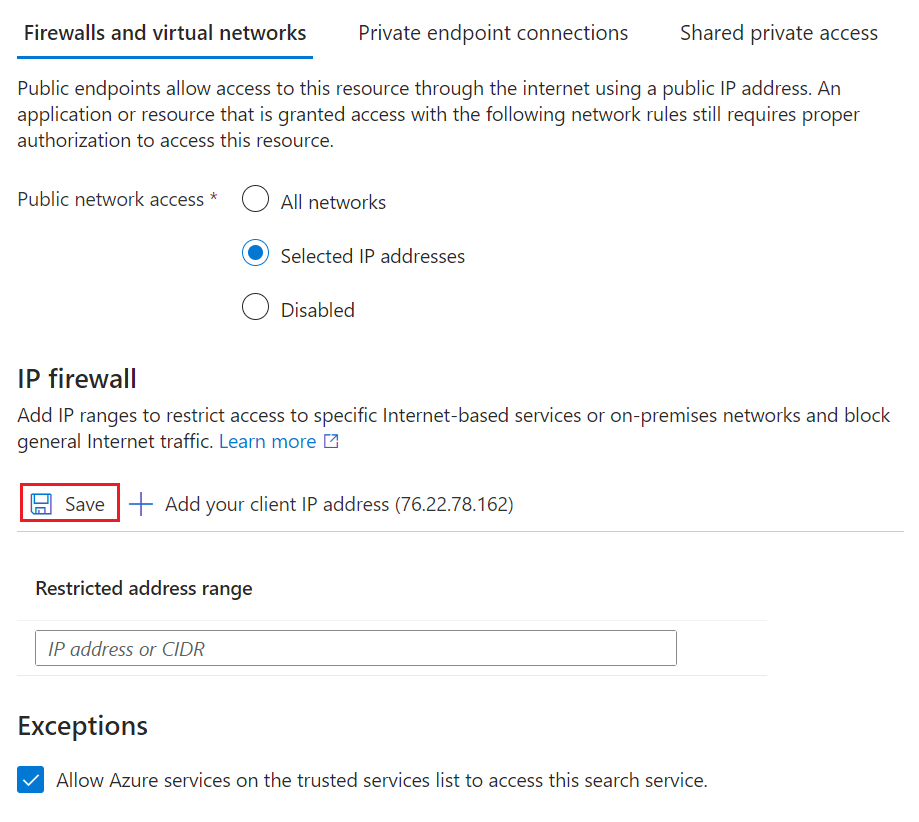 Firewalls and virtual networks Private endpoint connections Shared private access
Public endpoints allow access to this resource through the internet using a public IP address. An
application or resource that is granted access with the following network rules still requires proper
authorization to access this resource.
Public network access * All networks
Selected IP addresses
Disabled
IP firewall
Add IP ranges to restrict access to specific Internet-based services or on-premises networks and block
general Internet traffic. Learn more
Save Add your client IP address (76.22.78.162)
Restricted address range
IP address or CIDR
Exceptions
Allow Azure services on the trusted services list to access this search service.